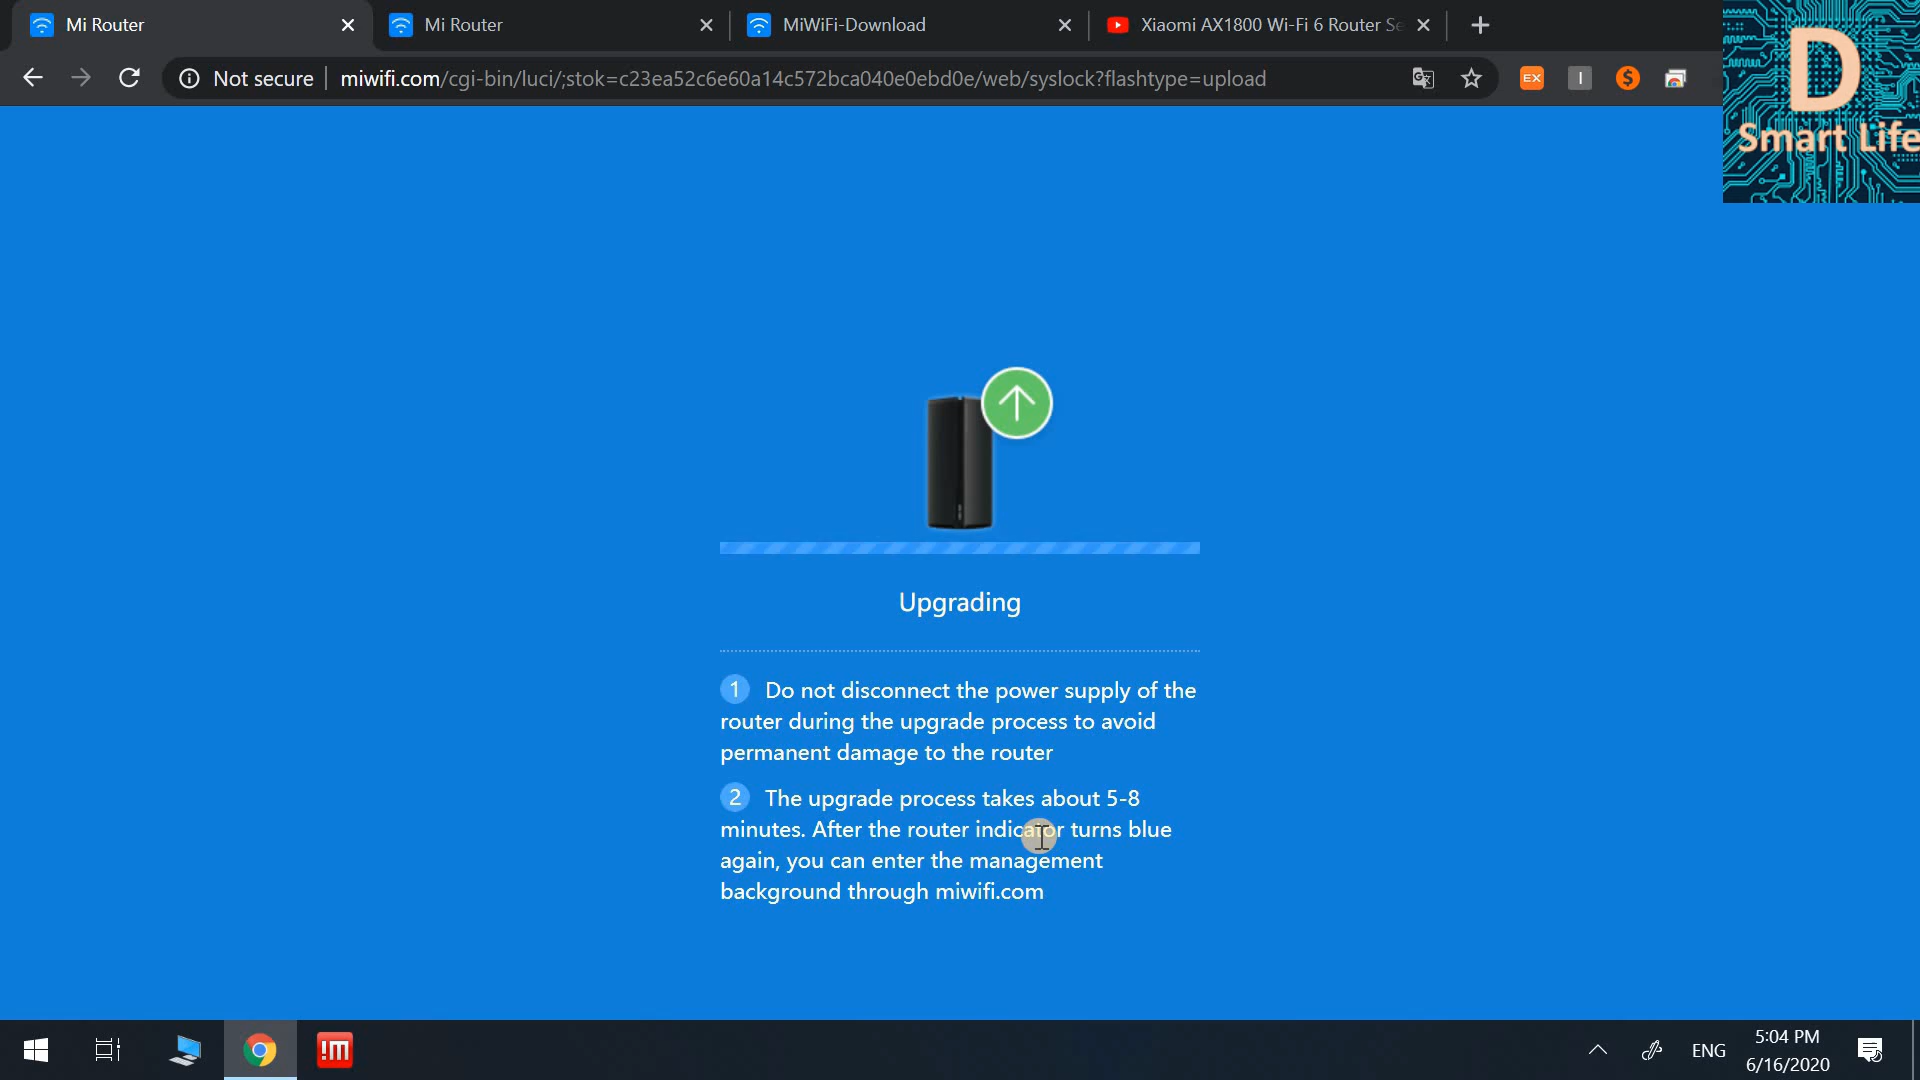 Mi Router
Mi Router
MiWiFi-Download
Xiaomi AX1800 Wi-Fi 6 Router Se
Not secure
miwifi.com/cgi-bin/luci/;stok=c23ea52c6e60a14c572bca040e0ebd0e/web/syslock?flashtype=upload
EX
I
$
D
Smart Life
Upgrading
1 Do not disconnect the power supply of the
router during the upgrade process to avoid
permanent damage to the router
2 The upgrade process takes about 5-8
minutes. After the router indicator turns blue
again, you can enter the management
background through miwifi.com
!m
ENG
5:04 PM
6/16/2020